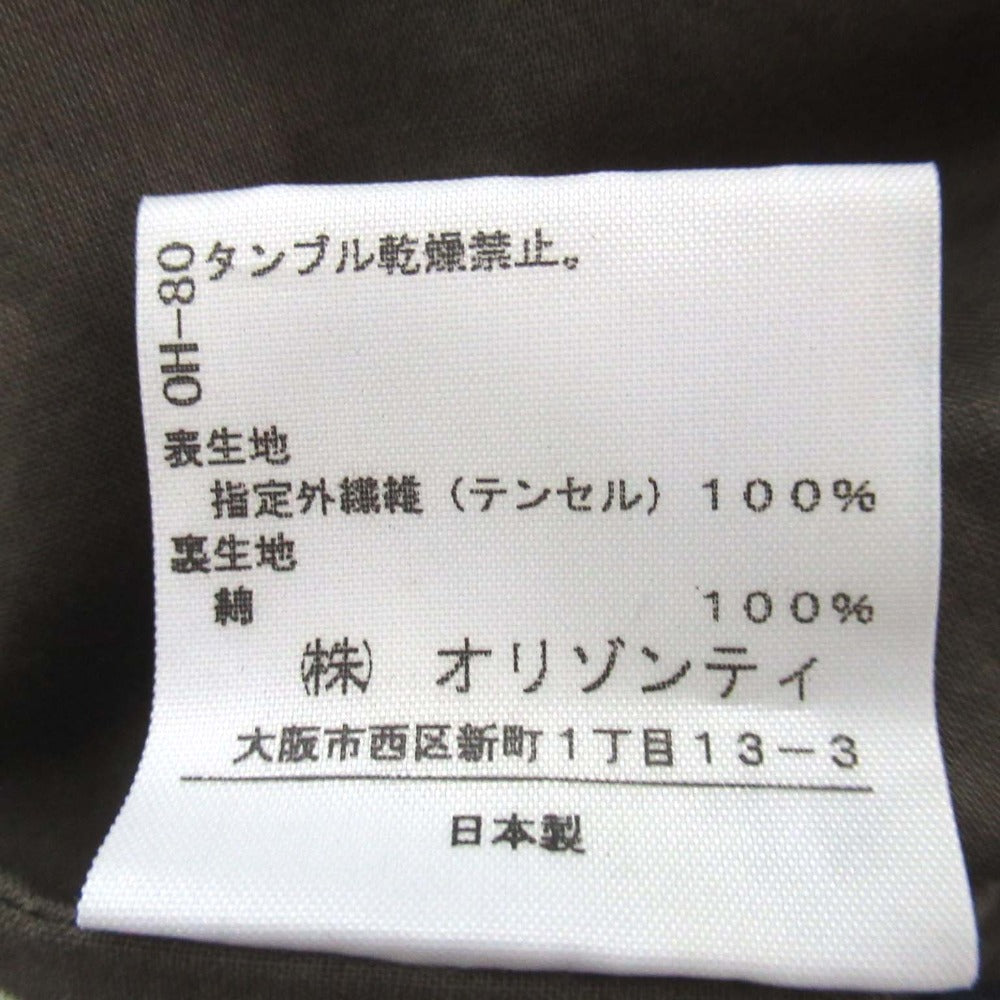 タンブル乾燥禁止。
OH-80
表生地
指定外繊維（テンセル）１００％
裏生地
綿 １００％
㈱ オリゾンティ
大阪市西区新町１丁目１３－３
日本製